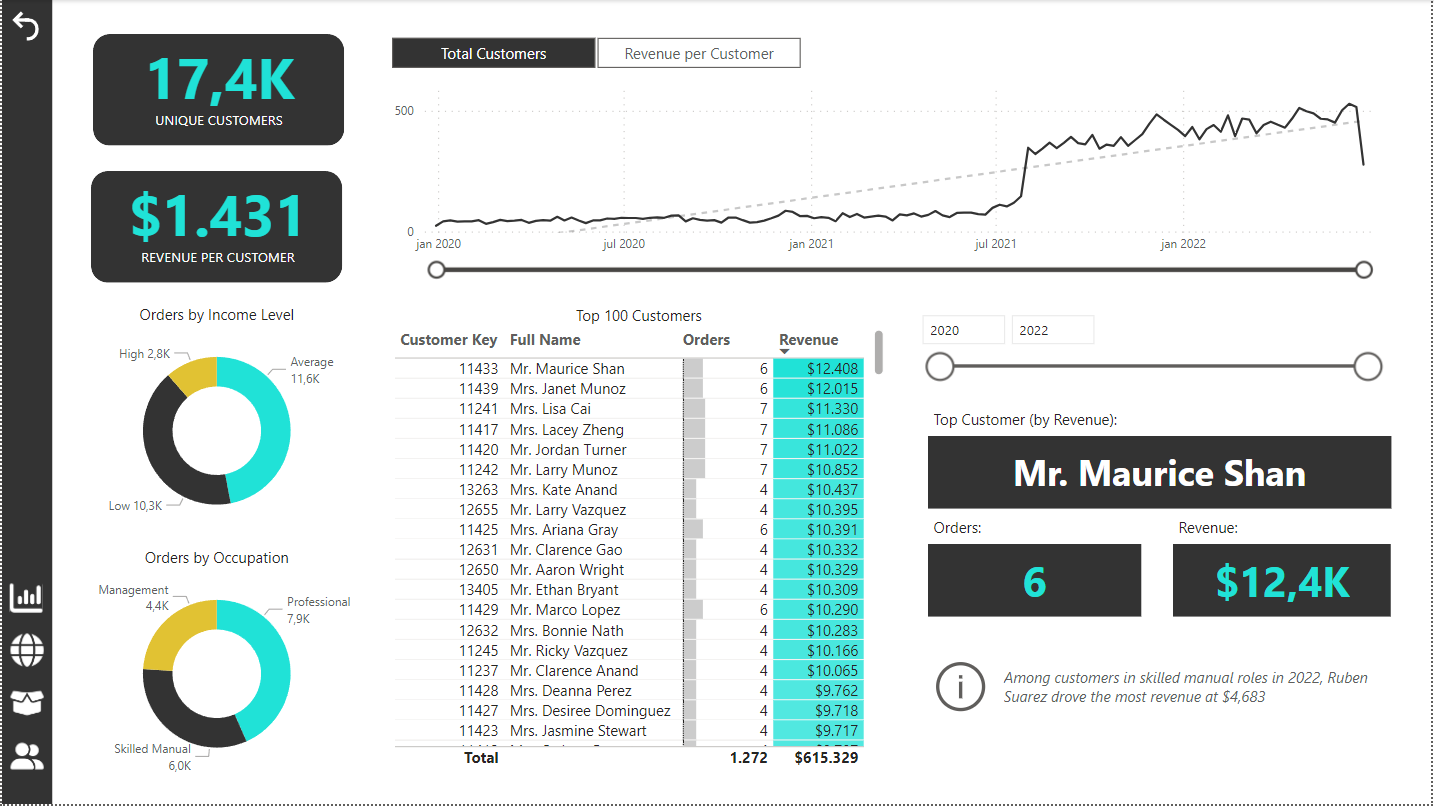 17,4K
UNIQUE CUSTOMERS
$1.431
REVENUE PER CUSTOMER
Total Customers
Revenue per Customer
500
0
jan 2020
jul 2020
jan 2021
jul 2021
jan 2022
Orders by Income Level
High 2,8K
Average
11,6K
Low 10,3K
Orders by Occupation
Management
4,4K
Professional
7,9K
Skilled Manual
6,0K
Top 100 Customers
Customer Key Full Name Orders Revenue
11433 Mr. Maurice Shan 6 $12.408
11439 Mrs. Janet Munoz 6 $12.015
11241 Mrs. Lisa Cai 7 $11.330
11417 Mrs. Lacey Zheng 7 $11.086
11420 Mr. Jordan Turner 7 $11.022
11242 Mr. Larry Munoz 7 $10.852
13263 Mrs. Kate Anand 4 $10.437
12655 Mr. Larry Vazquez 4 $10.395
11425 Mrs. Ariana Gray 6 $10.391
12631 Mr. Clarence Gao 4 $10.332
12650 Mr. Aaron Wright 4 $10.329
13405 Mr. Ethan Bryant 4 $10.309
11429 Mr. Marco Lopez 6 $10.290
12632 Mrs. Bonnie Nath 4 $10.283
11245 Mr. Ricky Vazquez 4 $10.166
11237 Mr. Clarence Anand 4 $10.065
11428 Mrs. Deanna Perez 4 $9.762
11427 Mrs. Desiree Dominguez 4 $9.718
11423 Mrs. Jasmine Stewart 4 $9.717
Total 1.272 $615.329
2020
2022
Top Customer (by Revenue):
Mr. Maurice Shan
Orders:
6
Revenue:
$12,4K
Among customers in skilled manual roles in 2022, Ruben
Suarez drove the most revenue at $4,683